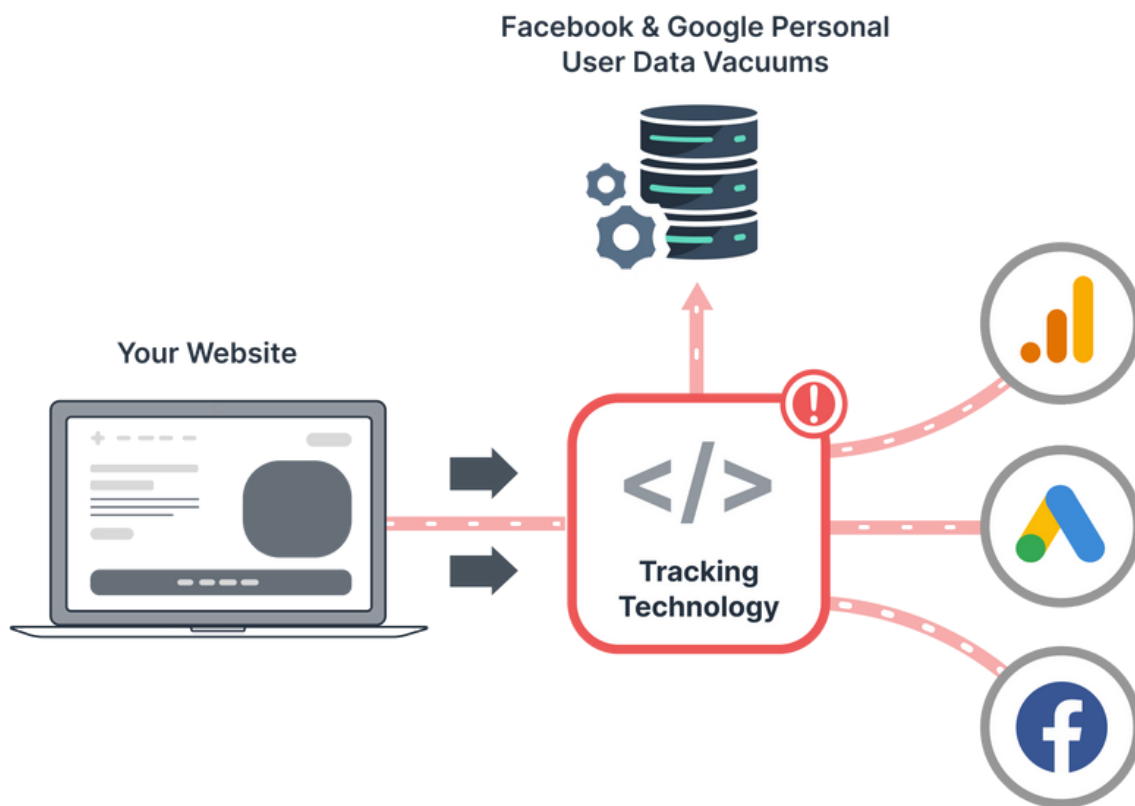 Facebook & Google Personal
User Data Vacuums
Your Website
</>
Tracking
Technology